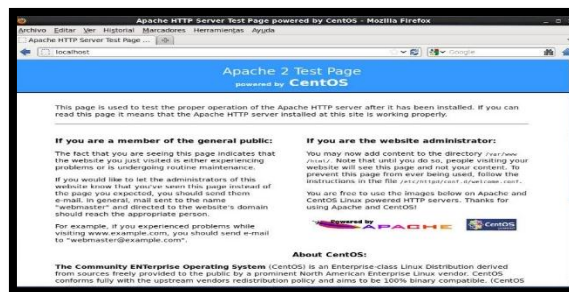 Apache HTTP Server Test Page powered by CentOS - Mozilla Firefox
Archivo Editar Ver Historial Marcadores Herramientas Ayuda
Apache HTTP Server Test Page ...
localhost
Google
Apache 2 Test Page
powered by CentOS
This page is used to test the proper operation of the Apache HTTP server after it has been installed. If you can
read this page it means that the Apache HTTP server installed at this site is working properly.
If you are a member of the general public:
The fact that you are seeing this page indicates that
the website you just visited is either experiencing
problems or is undergoing routine maintenance.
If you would like to let the administrators of this
website know that you've seen this page instead of
the page you expected, you should send them
e-mail. In general, mail sent to the name
"webmaster" and directed to the website's domain
should reach the appropriate person.
For example, if you experienced problems while
visiting www.example.com, you should send e-mail
to "webmaster@example.com".
If you are the website administrator:
You may now add content to the directory /var/www
/html/. Note that until you do so, people visiting your
website will see this page and not your content. To
prevent this page from ever being used, follow the
instructions in the file /etc/httpd/conf.d/welcome.conf.
You are free to use the images below on Apache and
CentOS Linux powered HTTP servers. Thanks for
using Apache and CentOS!
Powered by
APACHE
CentOS
About CentOS:
The Community ENTerprise Operating System (CentOS) is an Enterprise-class Linux Distribution derived
from sources freely provided to the public by a prominent North American Enterprise Linux vendor. CentOS
conforms fully with the upstream vendors redistribution policy and aims to be 100% binary compatible. (CentOS